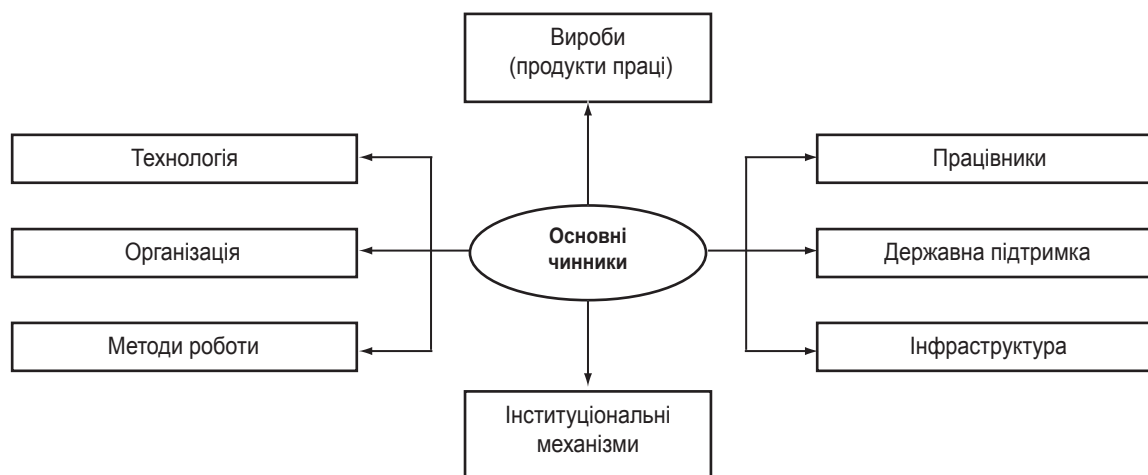 Вироби
(продукти праці)
Технологія
Працівники
Основні
чинники
Організація
Державна підтримка
Методи роботи
Інфраструктура
Інституціональні
механізми